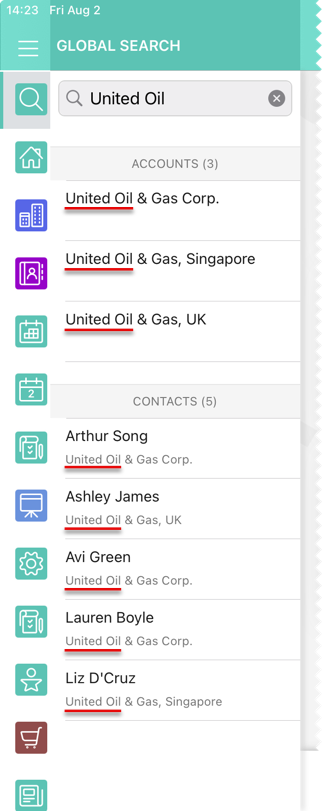 14:23 Fri Aug 2
GLOBAL SEARCH
United Oil
ACCOUNTS (3)
United Oil & Gas Corp.
United Oil & Gas, Singapore
United Oil & Gas, UK
2
CONTACTS (5)
Arthur Song
United Oil & Gas Corp.
Ashley James
United Oil & Gas, UK
Avi Green
United Oil & Gas Corp.
Lauren Boyle
United Oil & Gas Corp.
Liz D'Cruz
United Oil & Gas, Singapore